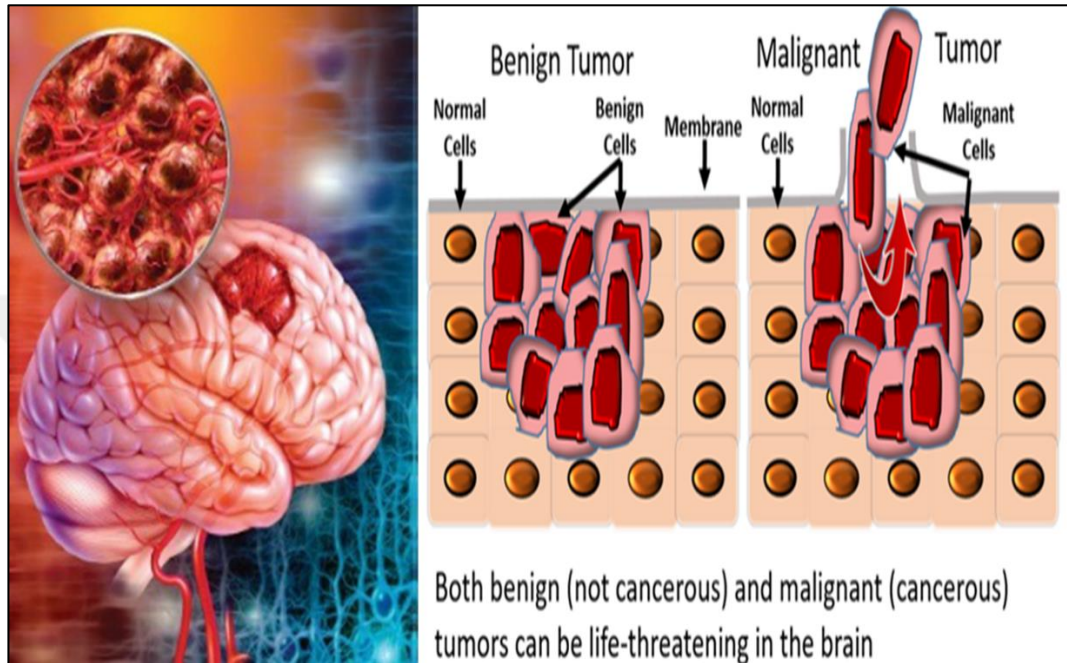 Benign Tumor
Normal
Cells
Benign
Cells
Membrane
Malignant Tumor
Normal
Cells
Malignant
Cells
Both benign (not cancerous) and malignant (cancerous)
tumors can be life-threatening in the brain